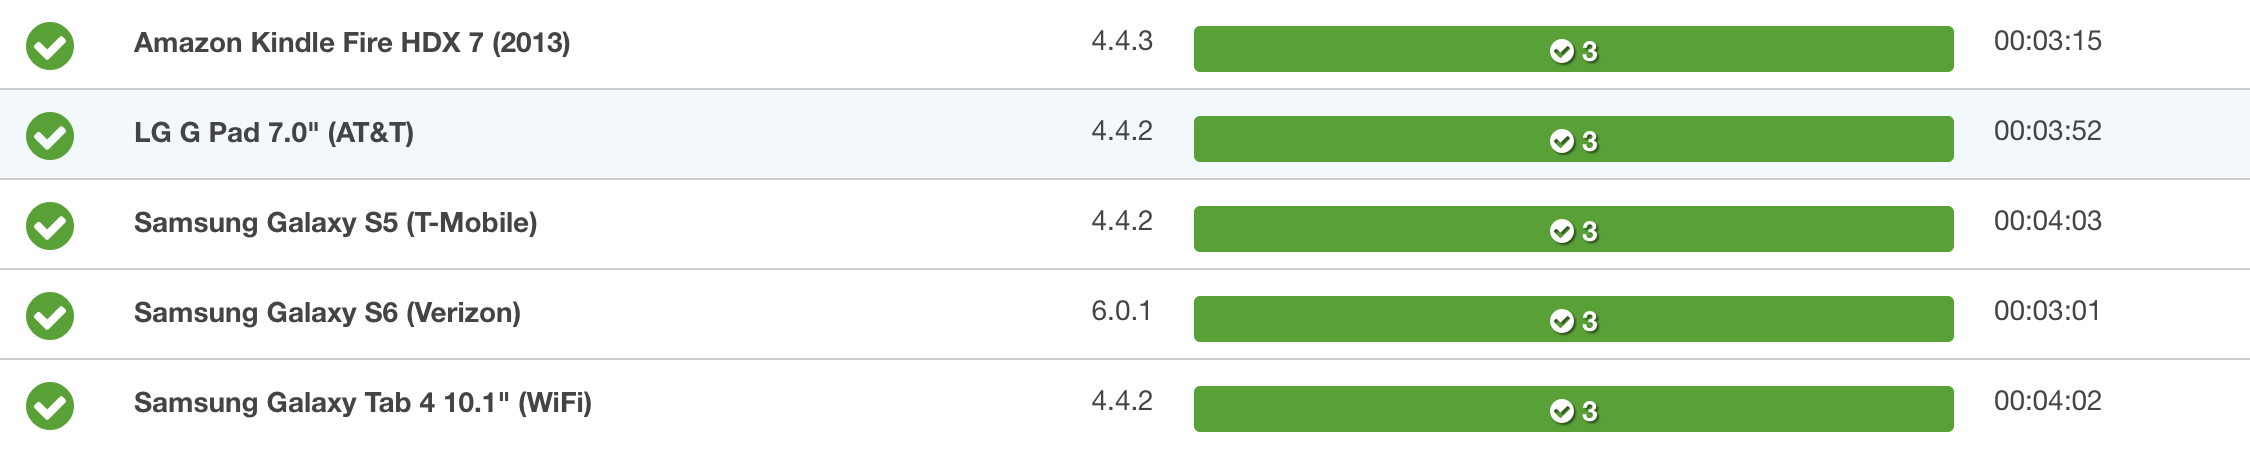 Amazon Kindle Fire HDX 7 (2013) 4.4.3 3 00:03:15
LG G Pad 7.0" (AT&T) 4.4.2 3 00:03:52
Samsung Galaxy S5 (T-Mobile) 4.4.2 3 00:04:03
Samsung Galaxy S6 (Verizon) 6.0.1 3 00:03:01
Samsung Galaxy Tab 4 10.1" (WiFi) 4.4.2 3 00:04:02